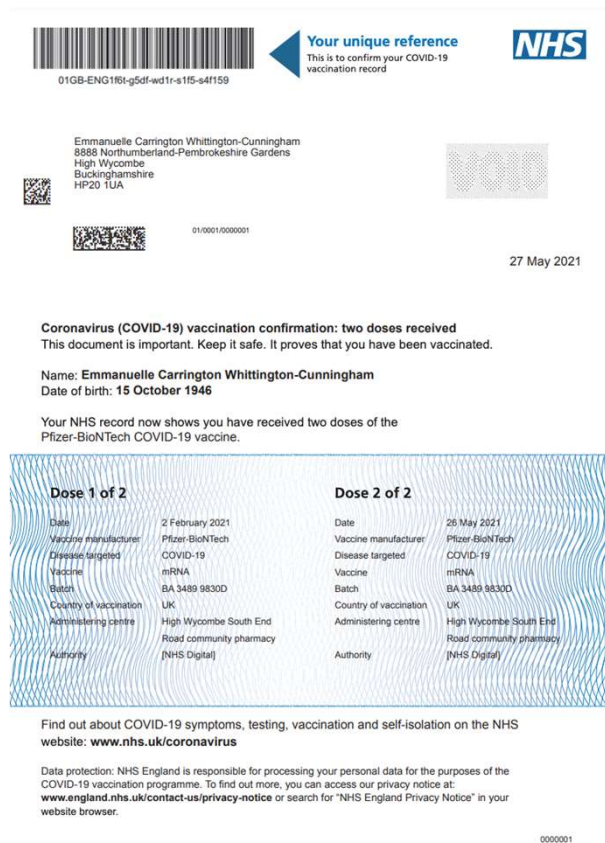 Your unique reference
This is to confirm your COVID-19
vaccination record
NHS
01GB-ENG1f6t-g5df-wd1r-s1f5-s4f159
Emmanuelle Carrington Whittington-Cunningham
8888 Northumberland-Pembrokeshire Gardens
High Wycombe
Buckinghamshire
HP20 1UA
VOID
01/0001/0000001
27 May 2021
Coronavirus (COVID-19) vaccination confirmation: two doses received
This document is important. Keep it safe. It proves that you have been vaccinated.
Name: Emmanuelle Carrington Whittington-Cunningham
Date of birth: 15 October 1946
Your NHS record now shows you have received two doses of the
Pfizer-BioNTech COVID-19 vaccine.
Dose 1 of 2
Date 2 February 2021
Vaccine manufacturer Pfizer-BioNTech
Disease targeted COVID-19
Vaccine mRNA
Batch BA 3489 9830D
Country of vaccination UK
Administering centre High Wycombe South End
Road community pharmacy
Authority [NHS Digital]
Dose 2 of 2
Date 26 May 2021
Vaccine manufacturer Pfizer-BioNTech
Disease targeted COVID-19
Vaccine mRNA
Batch BA 3489 9830D
Country of vaccination UK
Administering centre High Wycombe South End
Road community pharmacy
Authority [NHS Digital]
Find out about COVID-19 symptoms, testing, vaccination and self-isolation on the NHS
website: www.nhs.uk/coronavirus
Data protection: NHS England is responsible for processing your personal data for the purposes of the
COVID-19 vaccination programme. To find out more, you can access our privacy notice at:
www.england.nhs.uk/contact-us/privacy-notice or search for "NHS England Privacy Notice" in your
website browser.
0000001